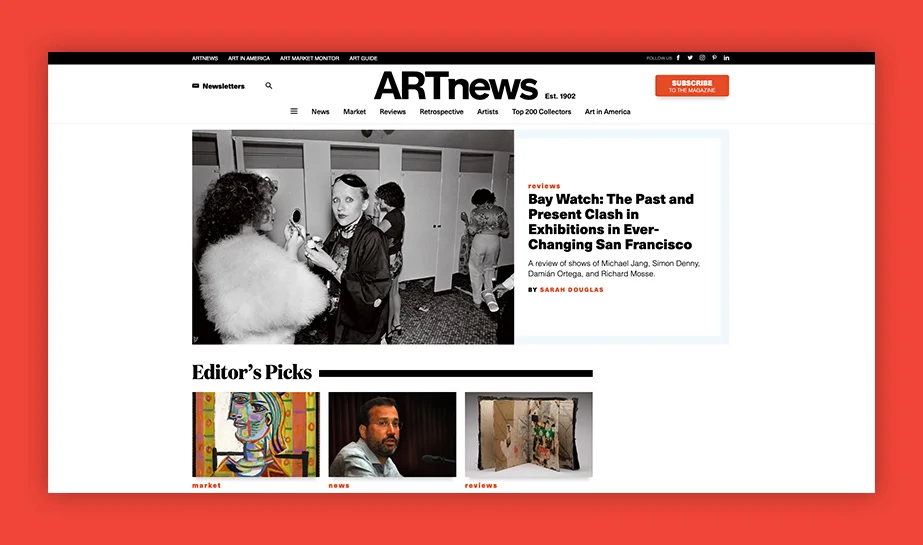 ARTNEWS ART IN AMERICA ART MARKET MONITOR ART GUIDE FOLLOW US
Newsletters
ARTnews Est. 1902
SUBSCRIBE
TO THE MAGAZINE
News Market Reviews Retrospective Artists Top 200 Collectors Art in America
reviews
Bay Watch: The Past and
Present Clash in
Exhibitions in Ever-
Changing San Francisco
A review of shows of Michael Jang, Simon Denny,
Damián Ortega, and Richard Mosse.
BY SARAH DOUGLAS
Editor's Picks
market news reviews